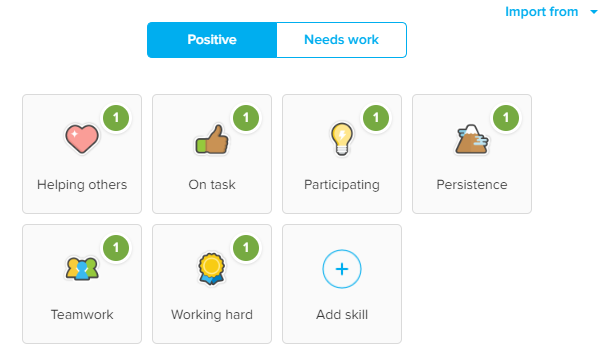 Import from
Positive
Needs work
1
1
1
1
Helping others
On task
Participating
Persistence
1
1
Teamwork
Working hard
Add skill